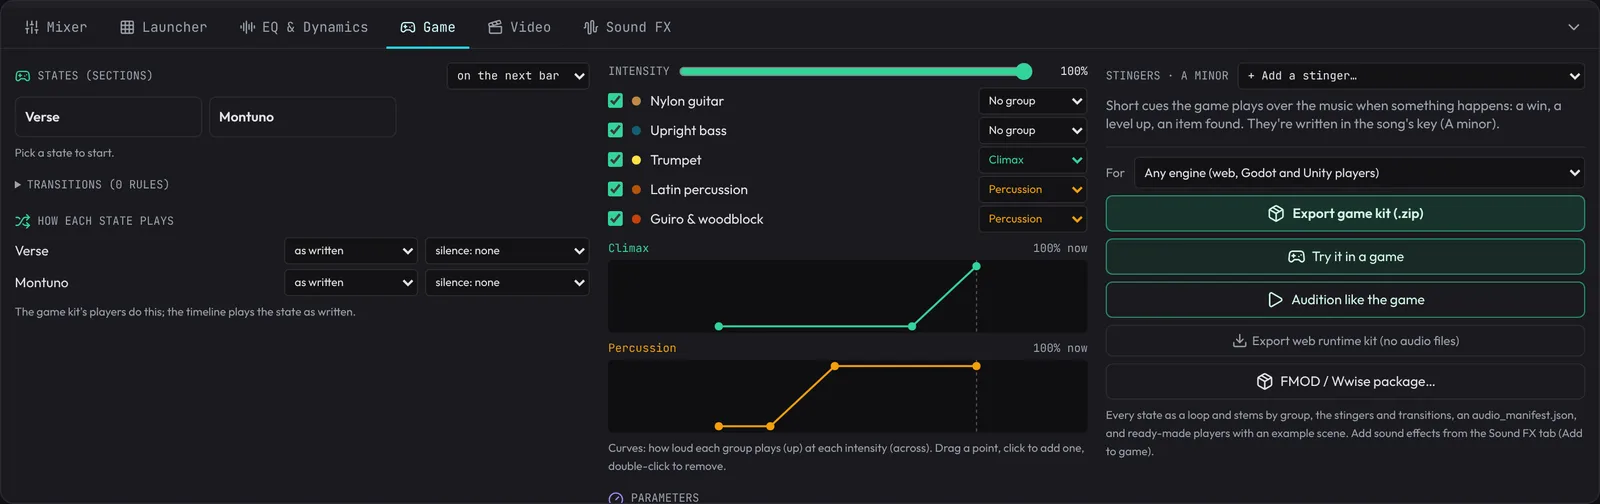 Mixer
Launcher
EQ & Dynamics
Game
Video
Sound FX
STATES (SECTIONS)
on the next bar
Verse
Montuno
Pick a state to start.
TRANSITIONS (0 RULES)
HOW EACH STATE PLAYS
Verse
as written
silence: none
Montuno
as written
silence: none
The game kit's players do this; the timeline plays the state as written.
INTENSITY
100%
Nylon guitar
No group
Upright bass
No group
Trumpet
Climax
Latin percussion
Percussion
Guiro & woodblock
Percussion
Climax
100% now
Percussion
100% now
Curves: how loud each group plays (up) at each intensity (across). Drag a point, click to add one,
double-click to remove.
PARAMETERS
STINGERS · A MINOR
+ Add a stinger…
Short cues the game plays over the music when something happens: a win, a
level up, an item found. They're written in the song's key (A minor).
For
Any engine (web, Godot and Unity players)
Export game kit (.zip)
Try it in a game
Audition like the game
Export web runtime kit (no audio files)
FMOD / Wwise package…
Every state as a loop and stems by group, the stingers and transitions, an audio_manifest.json,
and ready-made players with an example scene. Add sound effects from the Sound FX tab (Add
to game).